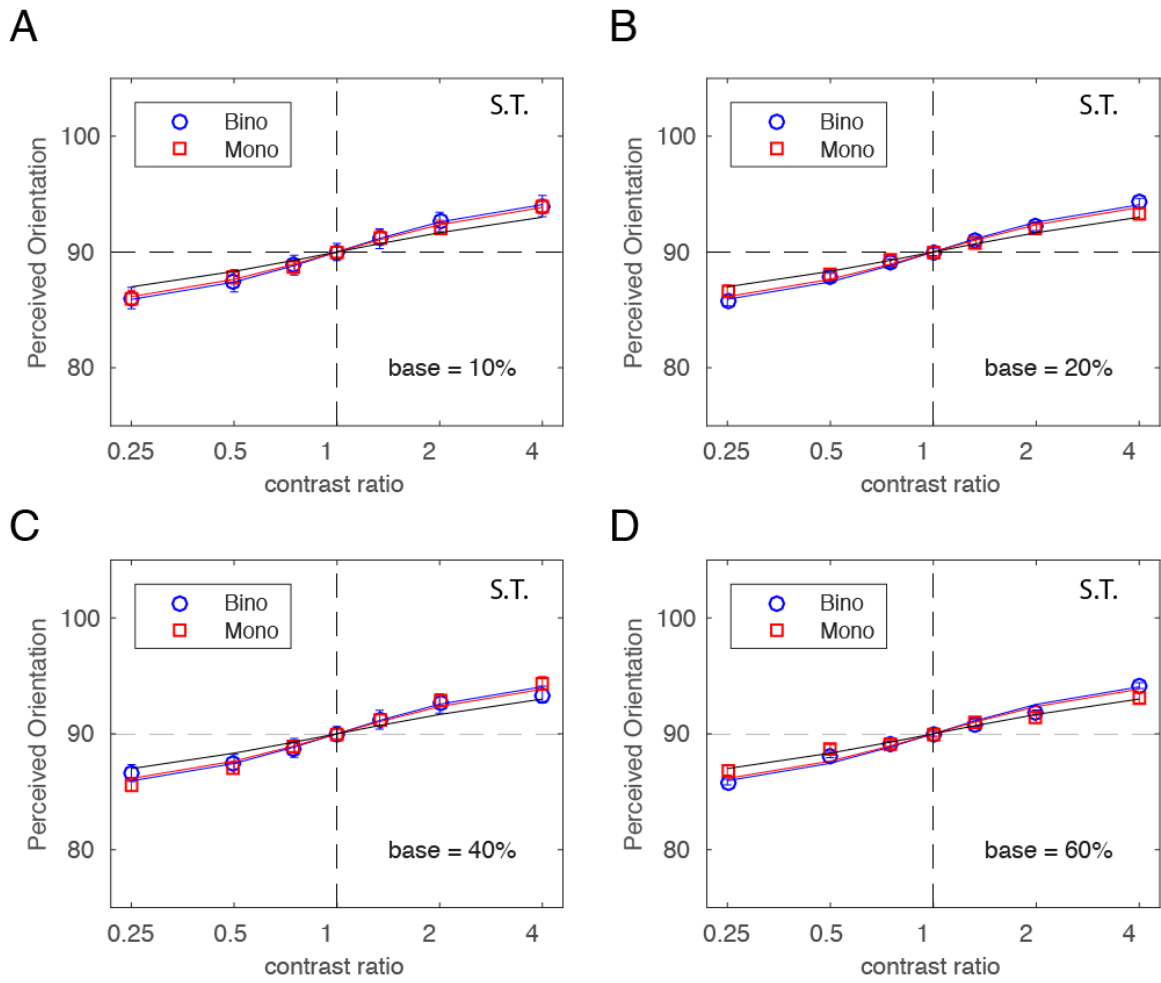 A
S.T.
Bino
Mono
100
90
80
Perceived Orientation
base = 10%
0.25 0.5 1 2 4
contrast ratio
B
S.T.
Bino
Mono
100
90
80
Perceived Orientation
base = 20%
0.25 0.5 1 2 4
contrast ratio
C
S.T.
Bino
Mono
100
90
80
Perceived Orientation
base = 40%
0.25 0.5 1 2 4
contrast ratio
D
S.T.
Bino
Mono
100
90
80
Perceived Orientation
base = 60%
0.25 0.5 1 2 4
contrast ratio